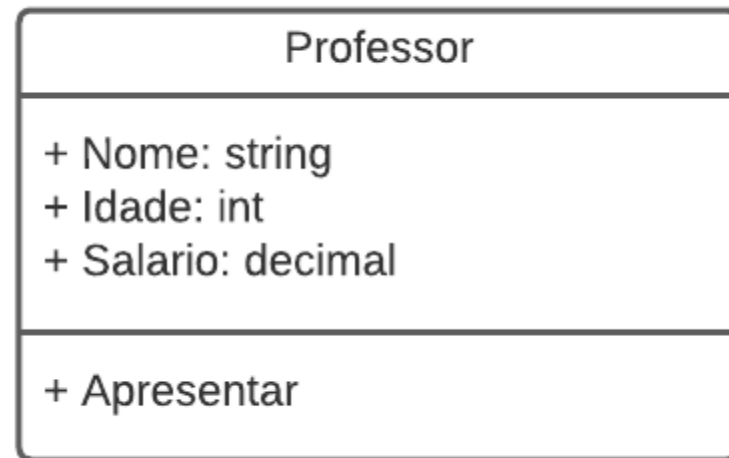 Professor
+ Nome: string
+ Idade: int
+ Salario: decimal
+ Apresentar